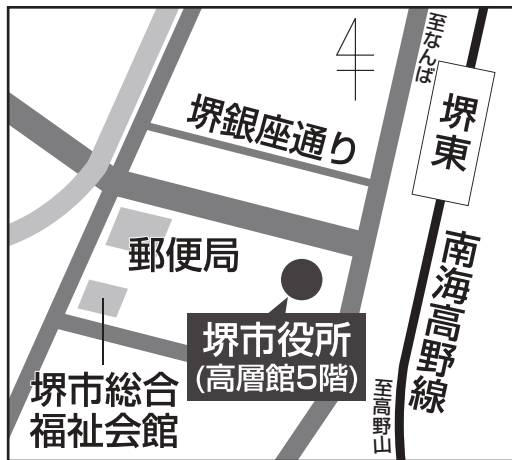 至なんば
堺東
堺銀座通り
郵便局
南海高野線
堺市役所
(高層館5階)
堺市総合
福祉会館
至高野山